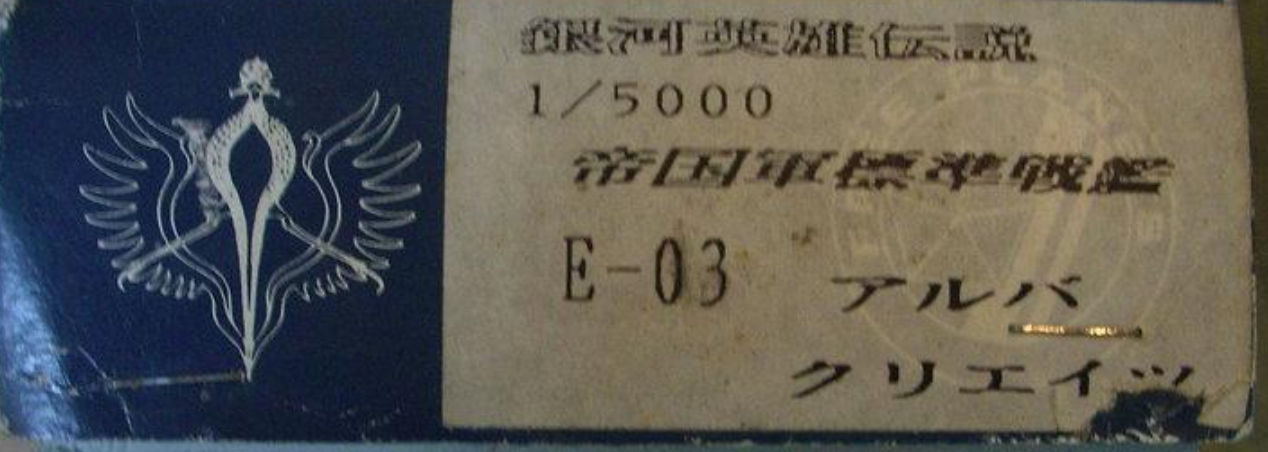 銀河英雄伝説
1/5000
帝国軍標準戦艦
E-03 アルバ
クリエイツ